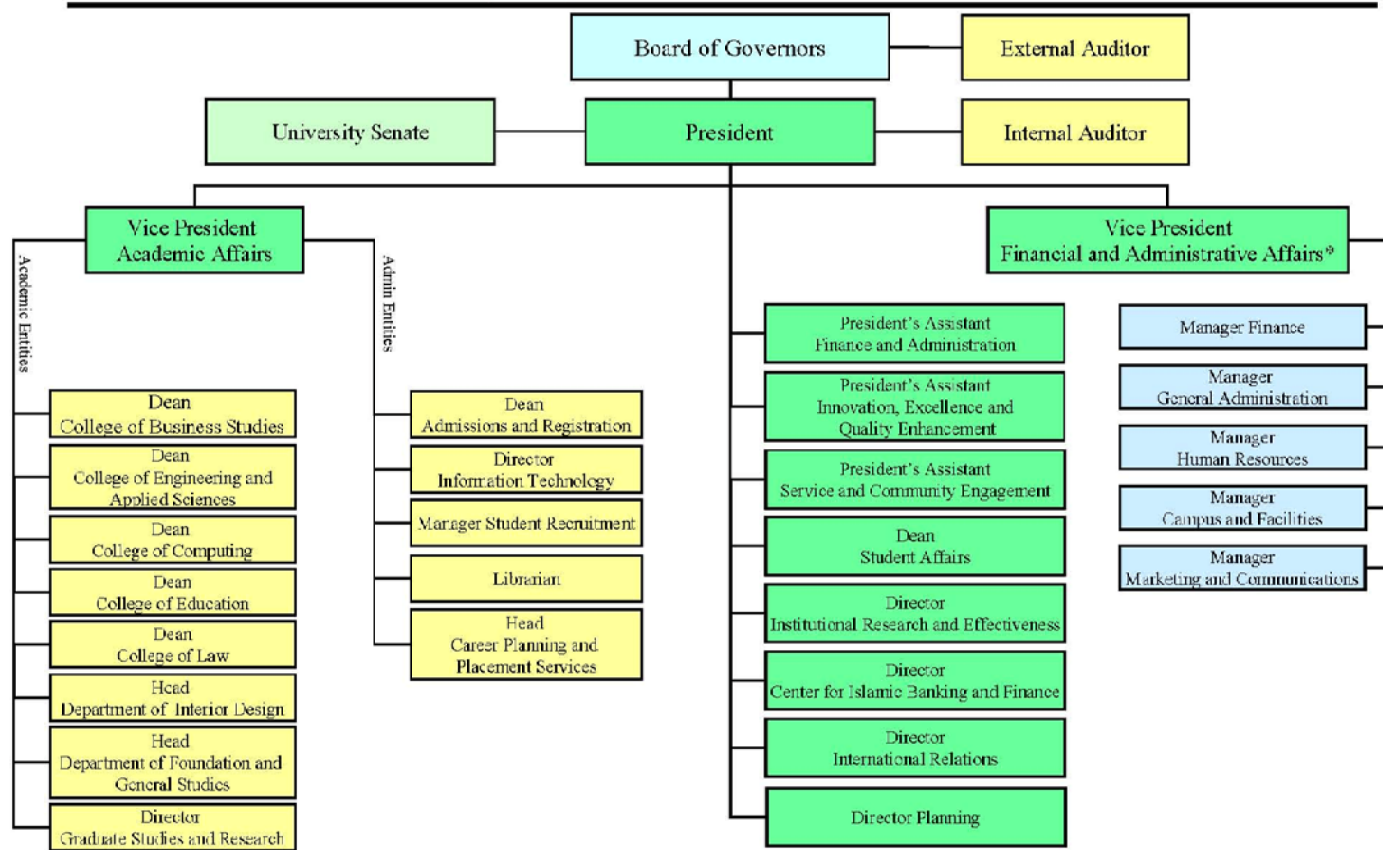 Board of Governors
External Auditor
University Senate
President
Internal Auditor
Vice President
Academic Affairs
Vice President
Financial and Administrative Affairs*
Academic Entities
Admin Entities
Dean
College of Business Studies
Dean
College of Engineering and
Applied Sciences
Dean
College of Computing
Dean
College of Education
Dean
College of Law
Head
Department of Interior Design
Head
Department of Foundation and
General Studies
Director
Graduate Studies and Research
Dean
Admissions and Registration
Director
Information Technology
Manager Student Recruitment
Librarian
Head
Career Planning and
Placement Services
President's Assistant
Finance and Administration
President's Assistant
Innovation, Excellence and
Quality Enhancement
President's Assistant
Service and Community Engagement
Dean
Student Affairs
Director
Institutional Research and Effectiveness
Director
Center for Islamic Banking and Finance
Director
International Relations
Director Planning
Manager Finance
Manager
General Administration
Manager
Human Resources
Manager
Campus and Facilities
Manager
Marketing and Communications